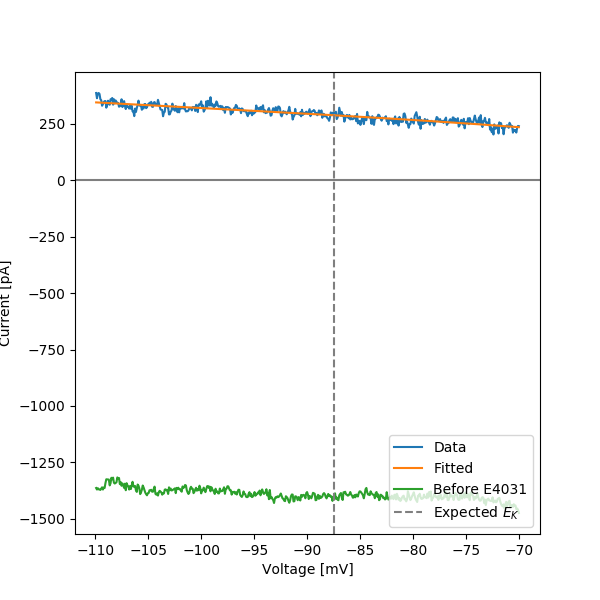 250
0
−250
−500
−750
−1000
−1250
−1500
Current [pA]
Data
Fitted
Before E4031
Expected E_K
−110 −105 −100 −95 −90 −85 −80 −75 −70
Voltage [mV]